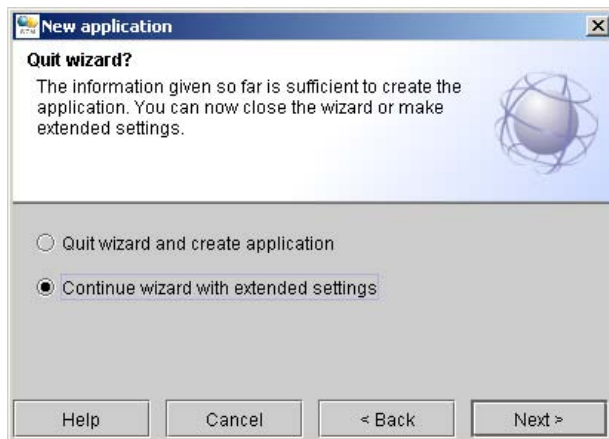 New application
Quit wizard?
The information given so far is sufficient to create the
application. You can now close the wizard or make
extended settings.
Quit wizard and create application
Continue wizard with extended settings
Help
Cancel
< Back
Next >